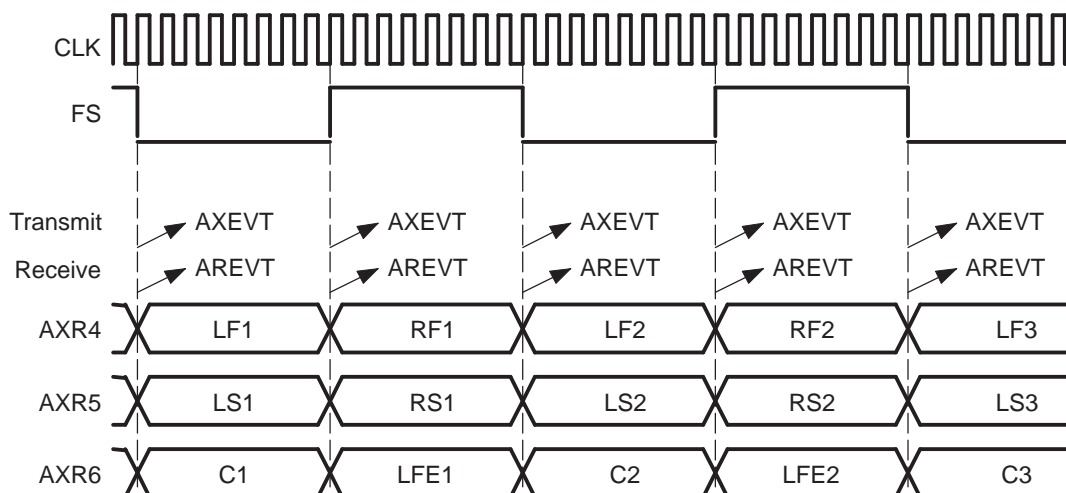 CLK
FS
Transmit AXEVT AXEVT AXEVT AXEVT AXEVT
Receive AREVT AREVT AREVT AREVT AREVT
AXR4 LF1 RF1 LF2 RF2 LF3
AXR5 LS1 RS1 LS2 RS2 LS3
AXR6 C1 LFE1 C2 LFE2 C3